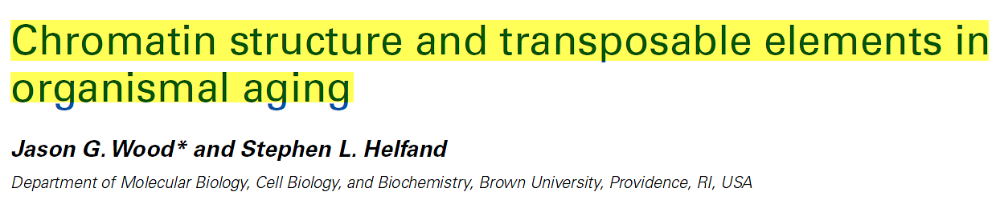 Chromatin structure and transposable elements in
organismal aging
Jason G. Wood* and Stephen L. Helfand
Department of Molecular Biology, Cell Biology, and Biochemistry, Brown University, Providence, RI, USA